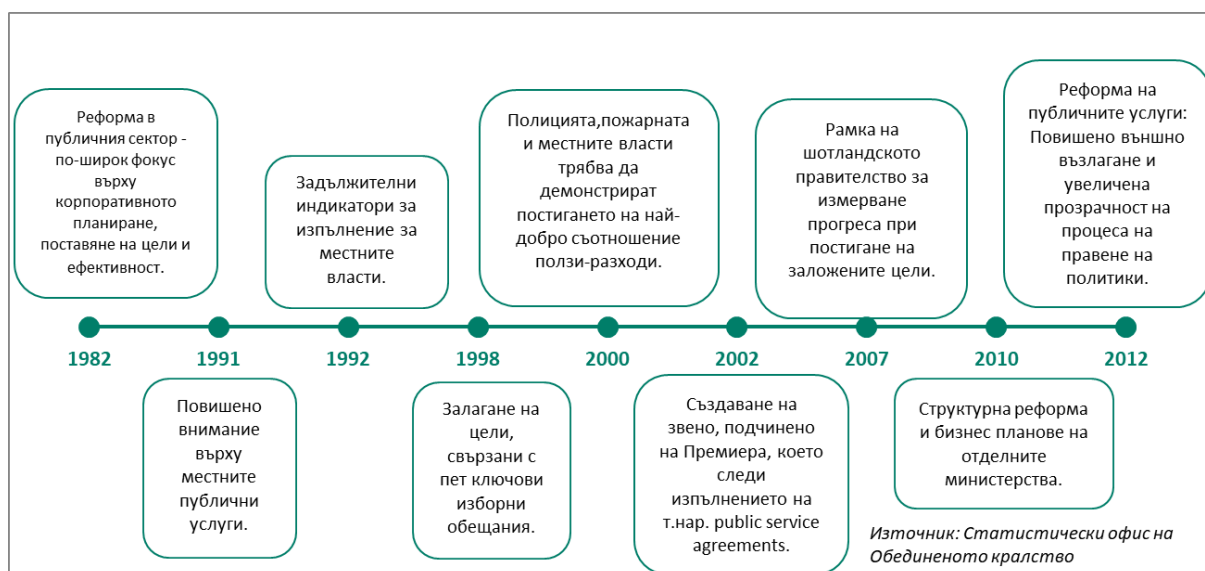 Реформа в
публичния сектор -
по-широк фокус
върху
корпоративното
планиране,
поставяне на цели и
ефективност.
Задължителни
индикатори за
изпълнение за
местните
власти.
Полицията,пожарната
и местните власти
трябва да
демонстрират
постигането на най-
добро съотношение
ползи-разходи.
Рамка на
шотландското
правителство за
измерване
прогреса при
постигане на
заложените цели.
Реформа на
публичните услуги:
Повишено външно
възлагане и
увеличена
прозрачност на
процеса на
правене на
политики.
1982 1991 1992 1998 2000 2002 2007 2010 2012
Повишено
внимание
върху
местните
публични
услуги.
Залагане на
цели,
свързани с
пет ключови
изборни
обещания.
Създаване на
звено, подчинено
на Премиера, което
следи
изпълнението на
т.нар. public service
agreements.
Структурна реформа
и бизнес планове на
отделните
министерства.
Източник: Статистически офис на
Обединеното кралство